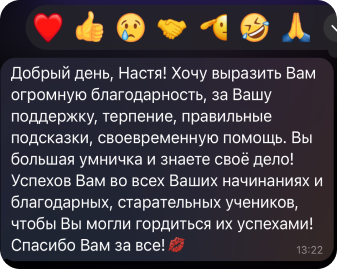 Добрый день, Настя! Хочу выразить Вам
огромную благодарность, за Вашу
поддержку, терпение, правильные
подсказки, своевременную помощь. Вы
большая умничка и знаете своё дело!
Успехов Вам во всех Ваших начинаниях и
благодарных, старательных учеников,
чтобы Вы могли гордиться их успехами!
Спасибо Вам за все!💋
13:22